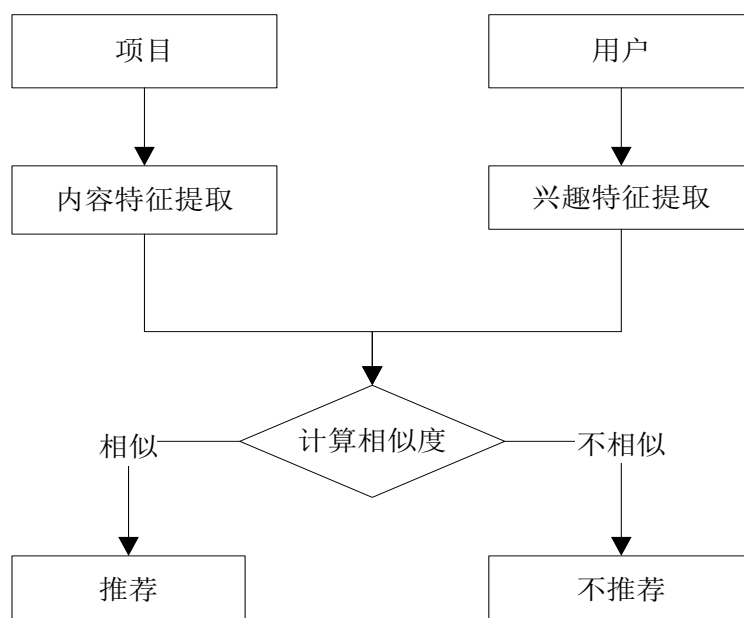 项目
用户
内容特征提取
兴趣特征提取
计算相似度
相似
不相似
推荐
不推荐